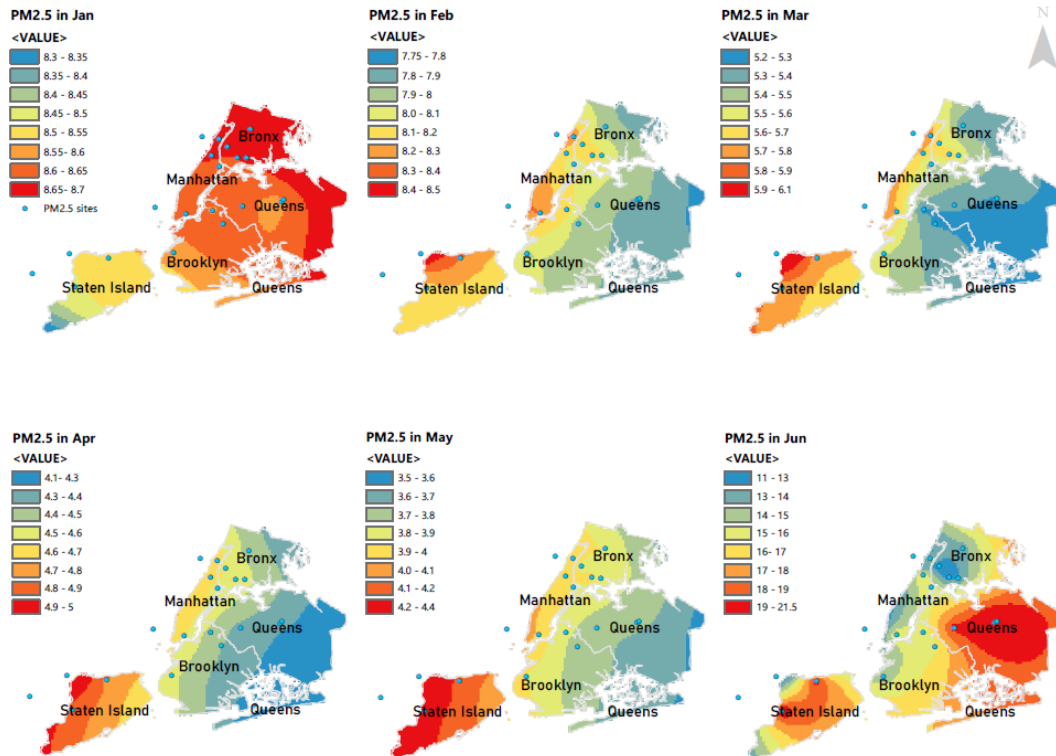 PM2.5 in Jan
<VALUE>
8.3 - 8.35
8.35 - 8.4
8.4 - 8.45
8.45 - 8.5
8.5 - 8.55
8.55- 8.6
8.6 - 8.65
8.65- 8.7
PM2.5 sites
Bronx
Manhattan
Queens
Brooklyn
Staten Island
Queens
PM2.5 in Feb
<VALUE>
7.75 - 7.8
7.8 - 7.9
7.9 - 8
8.0 - 8.1
8.1 - 8.2
8.2 - 8.3
8.3 - 8.4
8.4 - 8.5
Bronx
Manhattan
Queens
Brooklyn
Staten Island
Queens
PM2.5 in Mar
<VALUE>
5.2 - 5.3
5.3 - 5.4
5.4 - 5.5
5.5 - 5.6
5.6- 5.7
5.7 - 5.8
5.8 - 5.9
5.9 - 6.1
N
Bronx
Manhattan
Queens
Brooklyn
Staten Island
Queens
PM2.5 in Apr
<VALUE>
4.1- 4.3
4.3 - 4.4
4.4 - 4.5
4.5 - 4.6
4.6 - 4.7
4.7 - 4.8
4.8 - 4.9
4.9 - 5
Bronx
Manhattan
Queens
Brooklyn
Staten Island
Queens
PM2.5 in May
<VALUE>
3.5 - 3.6
3.6 - 3.7
3.7 - 3.8
3.8 - 3.9
3.9 - 4
4.0 - 4.1
4.1 - 4.2
4.2 - 4.4
Bronx
Manhattan
Queens
Brooklyn
Staten Island
Queens
PM2.5 in Jun
<VALUE>
11 - 13
13 - 14
14 - 15
15 - 16
16- 17
17 - 18
18 - 19
19 - 21.5
Bronx
Manhattan
Queens
Brooklyn
Staten Island
Queens